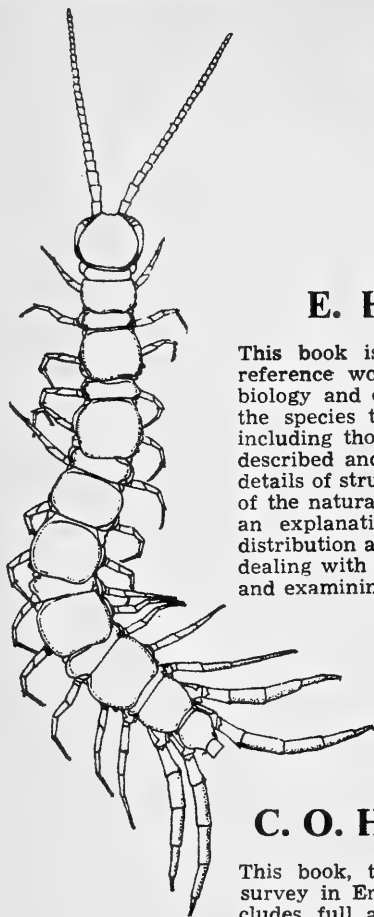 E.
This book is
reference wo
biology and
the species t
including tho
described and
details of stru
of the natura
an explanati
distribution a
dealing with
and examinin
C. O. H
This book, t
survey in En
cludes full a